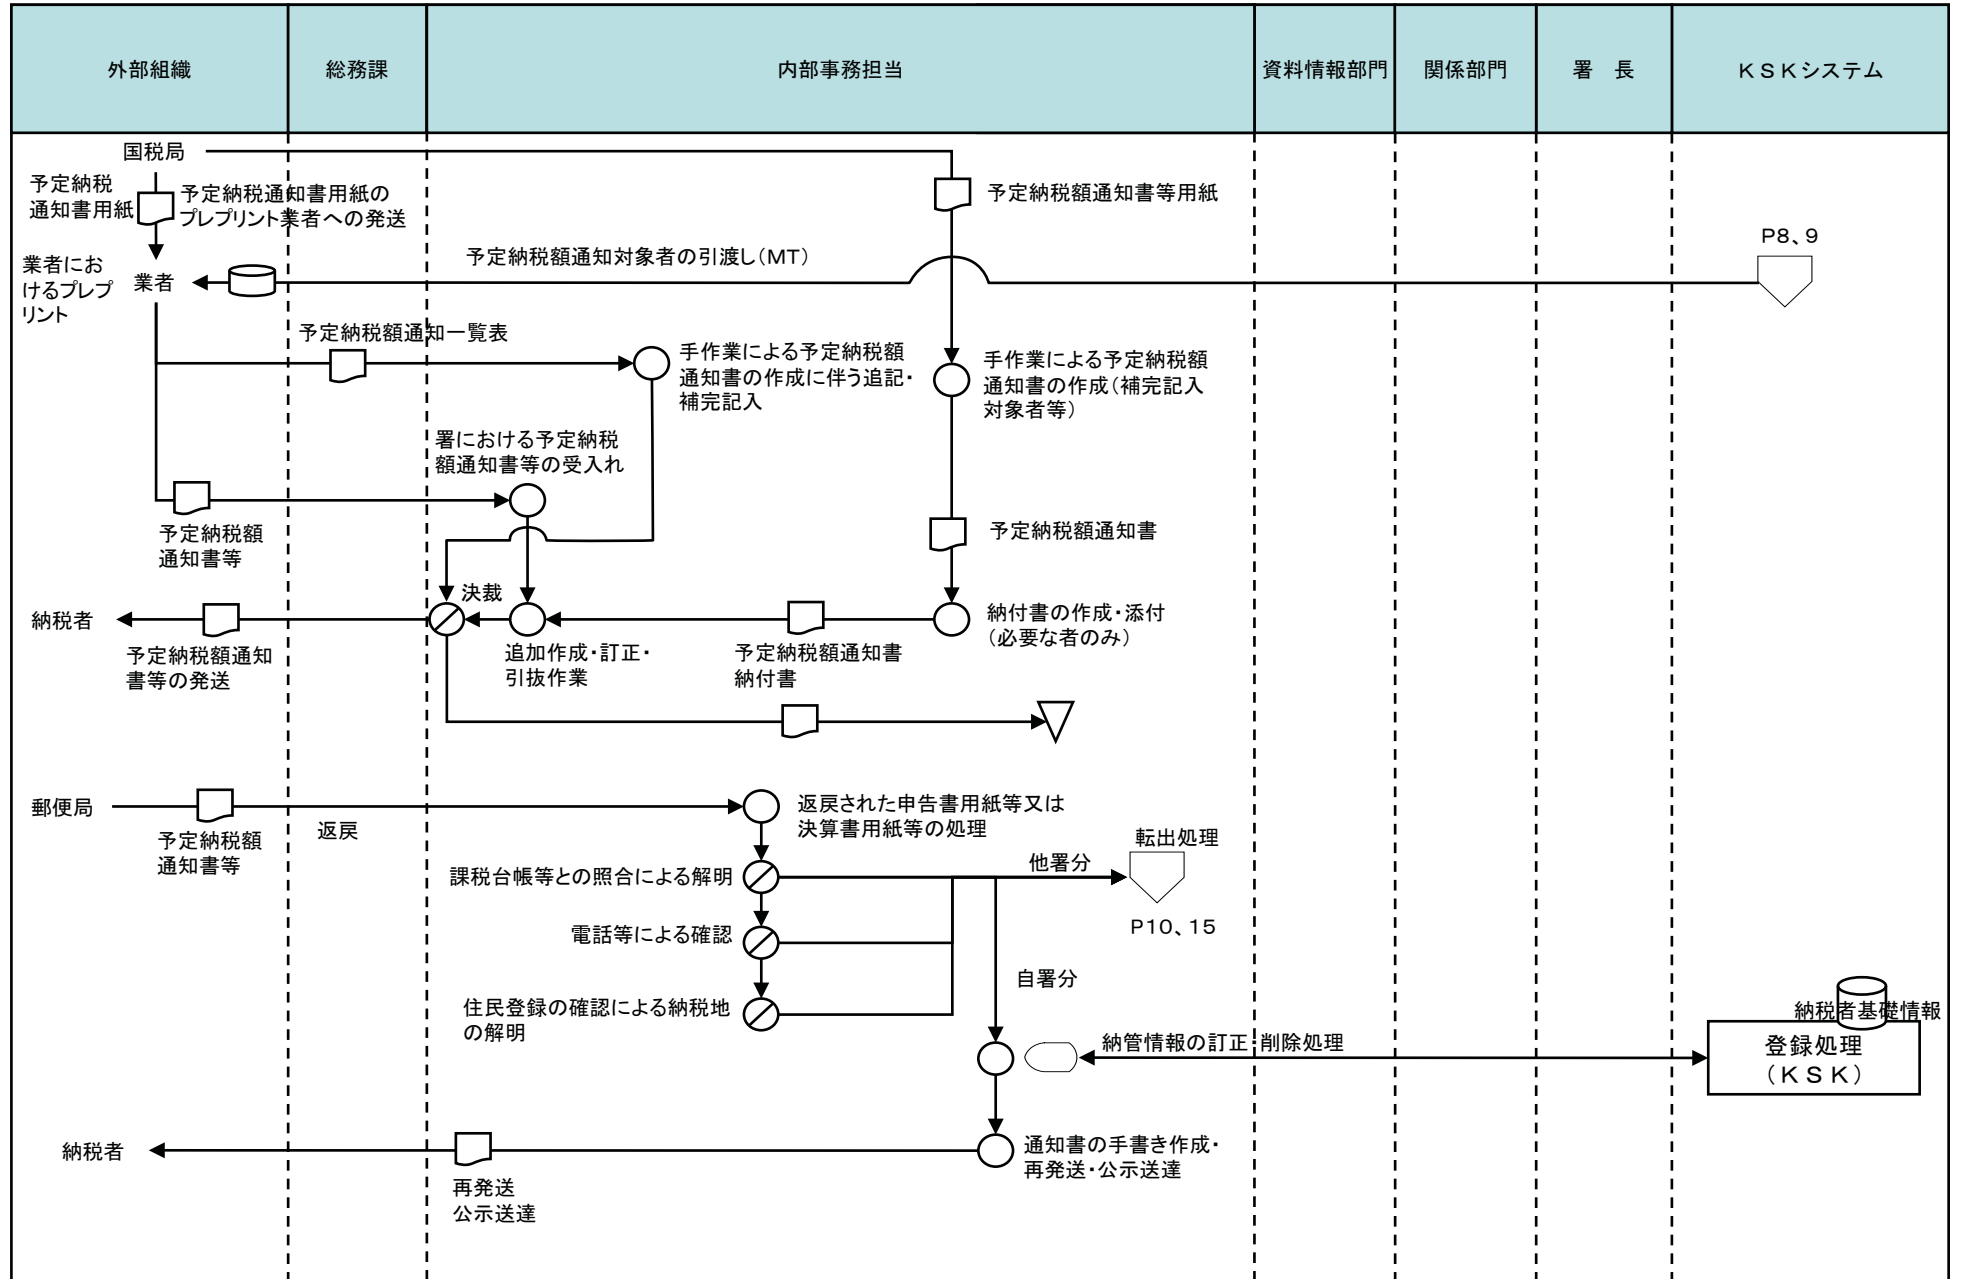 外部組織
総務課
内部事務担当
資料情報部門
関係部門
署　長
ＫＳＫシステム
国税局
予定納税
通知書用紙
予定納税通知書用紙の
プレプリント業者への発送
予定納税額通知書等用紙
P8、9
業者にお
けるプレプ
リント
業者
予定納税額通知対象者の引渡し（MT）
予定納税額通知一覧表
手作業による予定納税額
通知書の作成に伴う追記・
補完記入
手作業による予定納税額
通知書の作成（補完記入
対象者等）
署における予定納税
額通知書等の受入れ
予定納税額
通知書等
予定納税額通知書
決裁
納税者
予定納税額通知
書等の発送
追加作成・訂正・
引抜作業
予定納税額通知書
納付書
納付書の作成・添付
（必要な者のみ）
郵便局
予定納税額
通知書等
返戻
返戻された申告書用紙等又は
決算書用紙等の処理
転出処理
他署分
課税台帳等との照合による解明
P10、15
電話等による確認
自署分
住民登録の確認による納税地
の解明
納税者基礎情報
納管情報の訂正・削除処理
登録処理
（ＫＳＫ）
納税者
通知書の手書き作成・
再発送・公示送達
再発送
公示送達